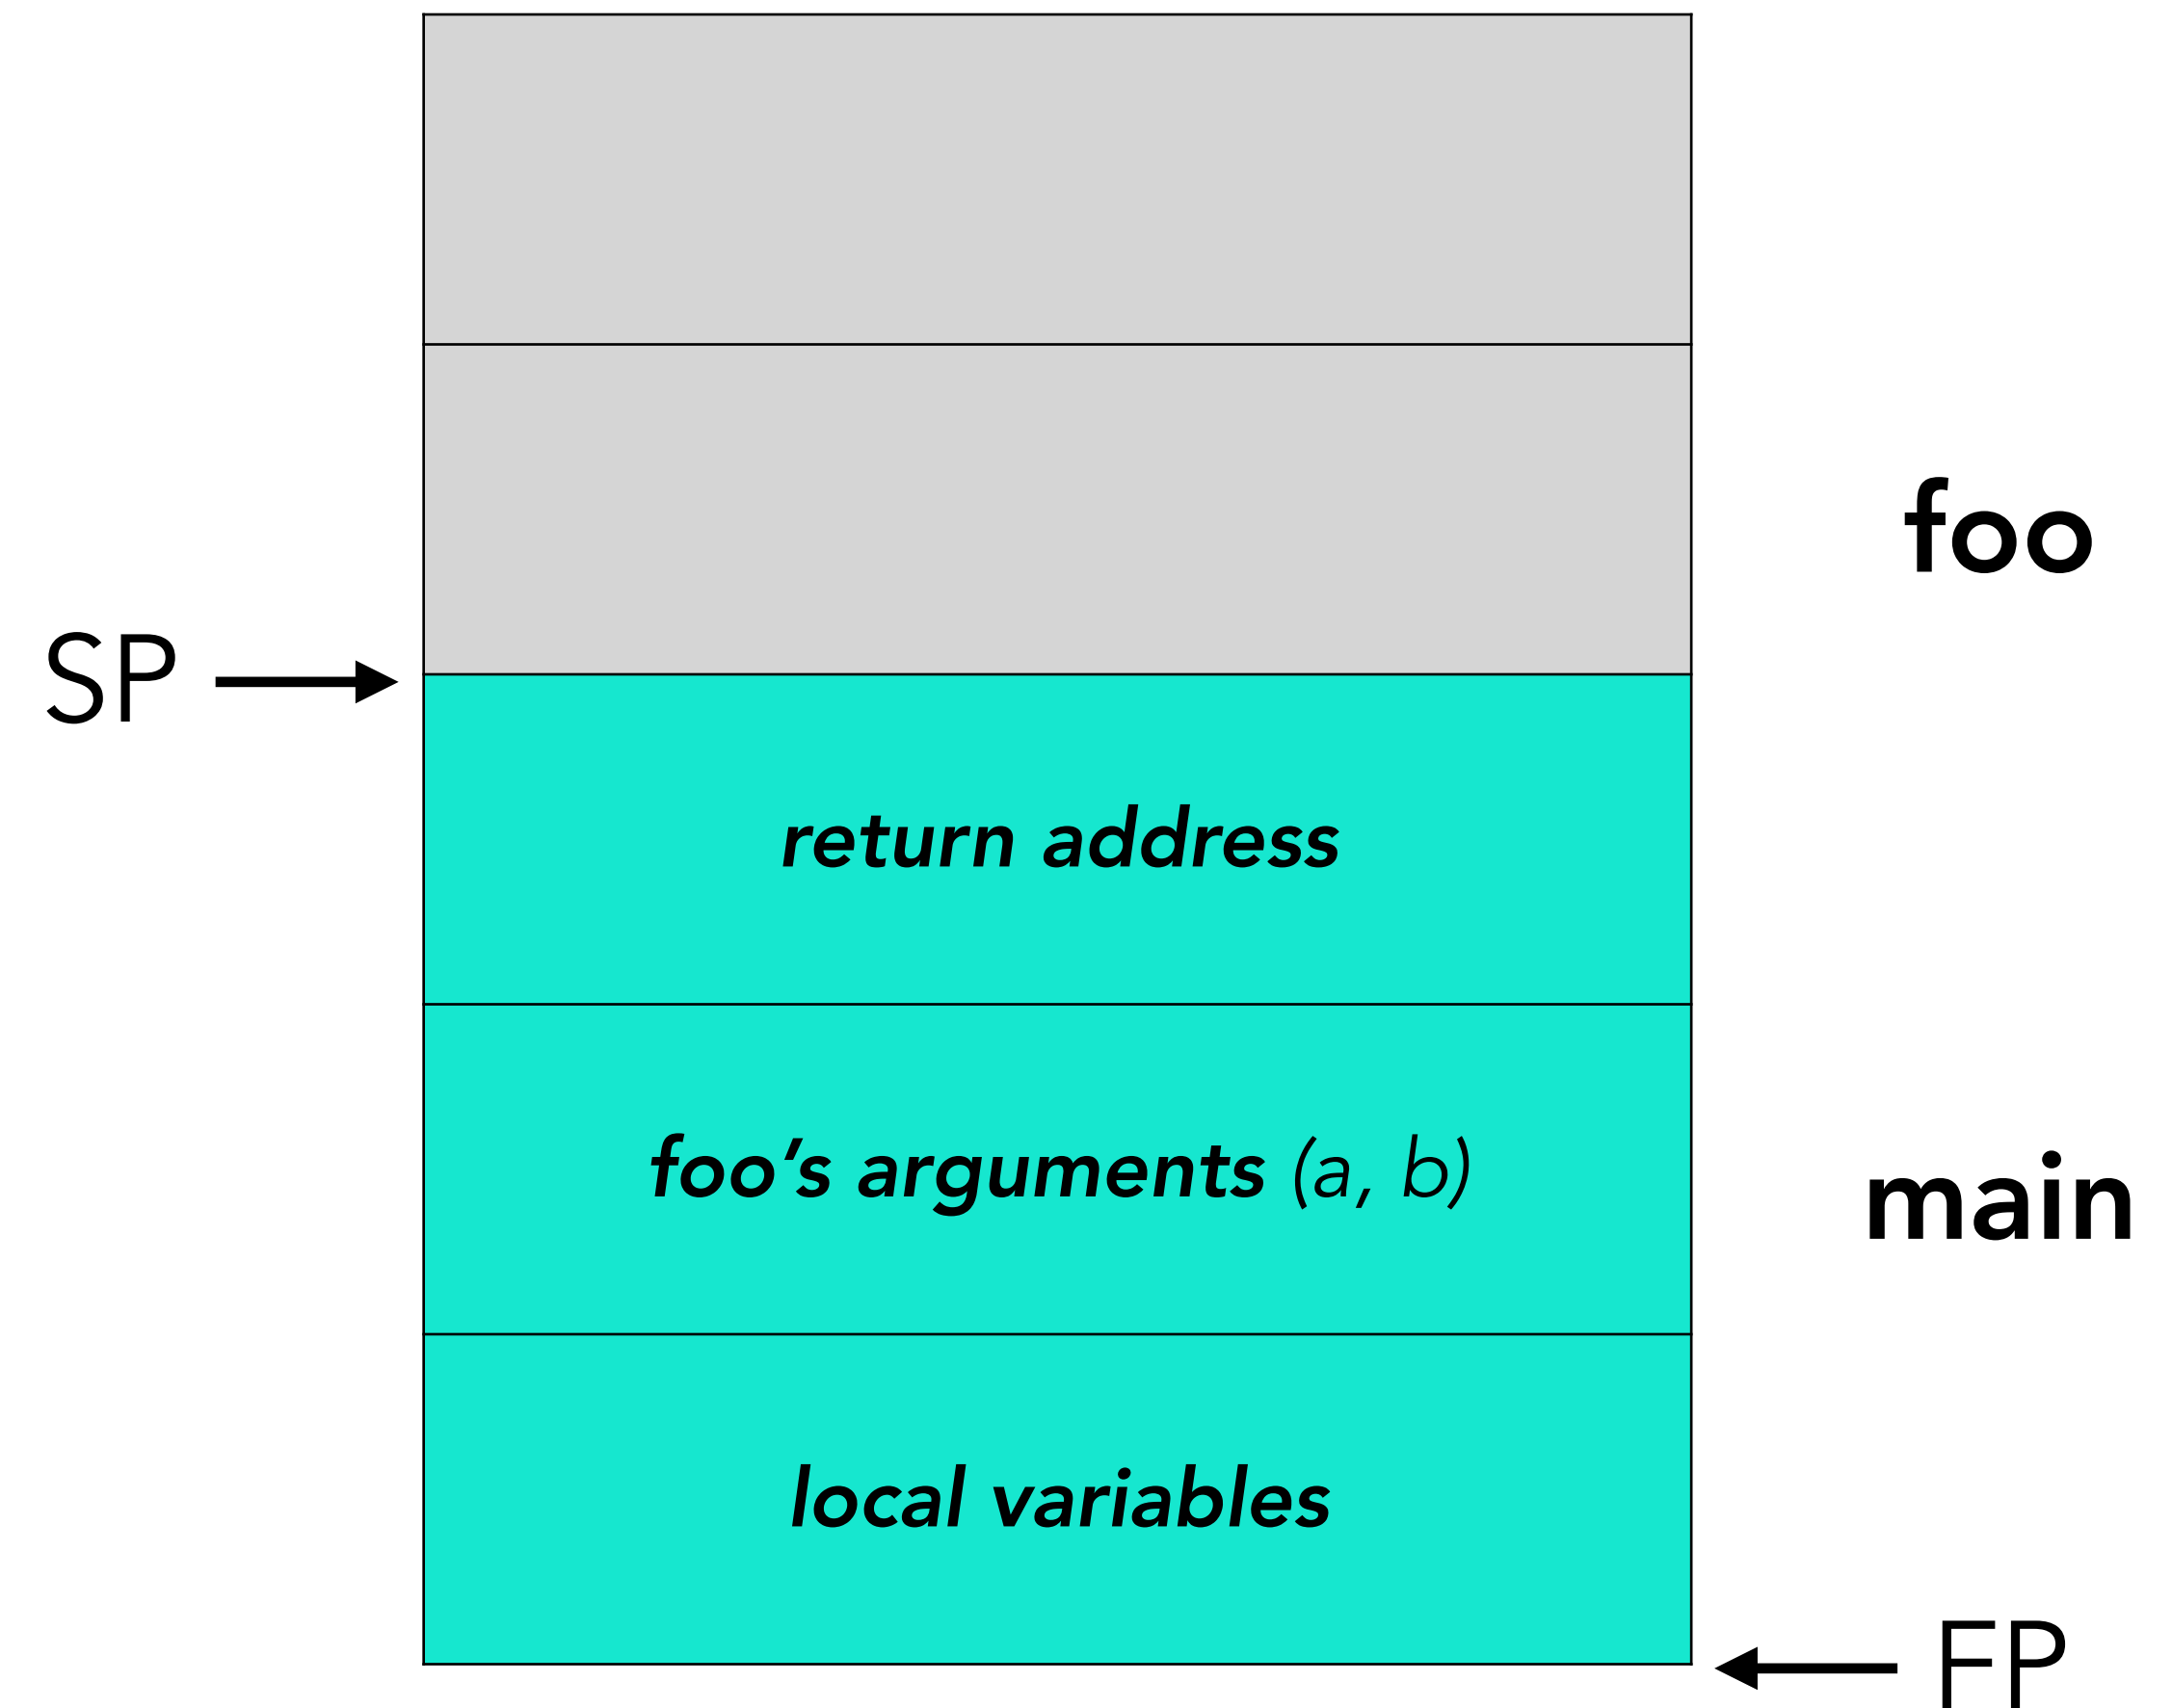 foo
SP
return address
foo’s arguments (a, b)
main
local variables
FP